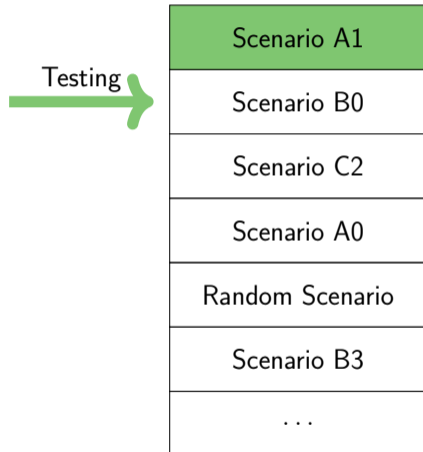 Scenario A1
Testing
Scenario B0
Scenario C2
Scenario A0
Random Scenario
Scenario B3
...